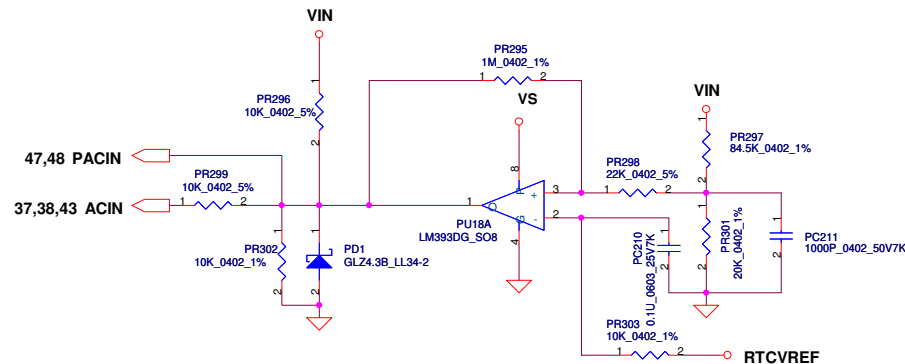 VIN
PR295
1M_0402_1%
1
2
1
PR296
10K_0402_5%
2
VS
VIN
1
PR297
84.5K_0402_1%
2
47,48 PACIN
PR299
10K_0402_5%
37,38,43 ACIN
1
2
8
P
+
3
O
1
-
2
G
4
PU18A
LM393DG_SO8
PR298
22K_0402_5%
1
2
1
PR302
10K_0402_1%
2
1
PD1
GLZ4.3B_LL34-2
2
1
PC210
0.1U_0603_25V7K
2
1
PR301
20K_0402_1%
2
1
PC211
1000P_0402_50V7K
2
PR303
10K_0402_1%
1
2
RTCVREF